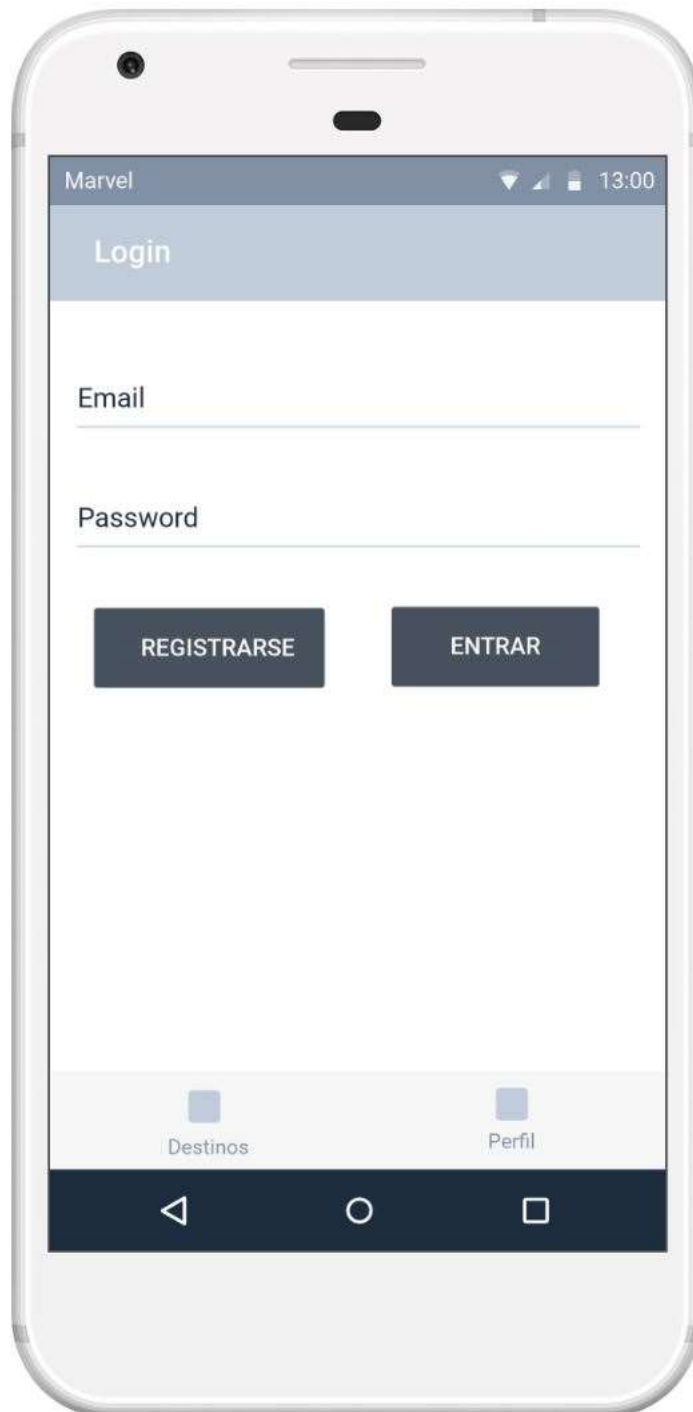 Marvel 13:00
Login
Email
Password
REGISTRARSE ENTRAR
Destinos Perfil